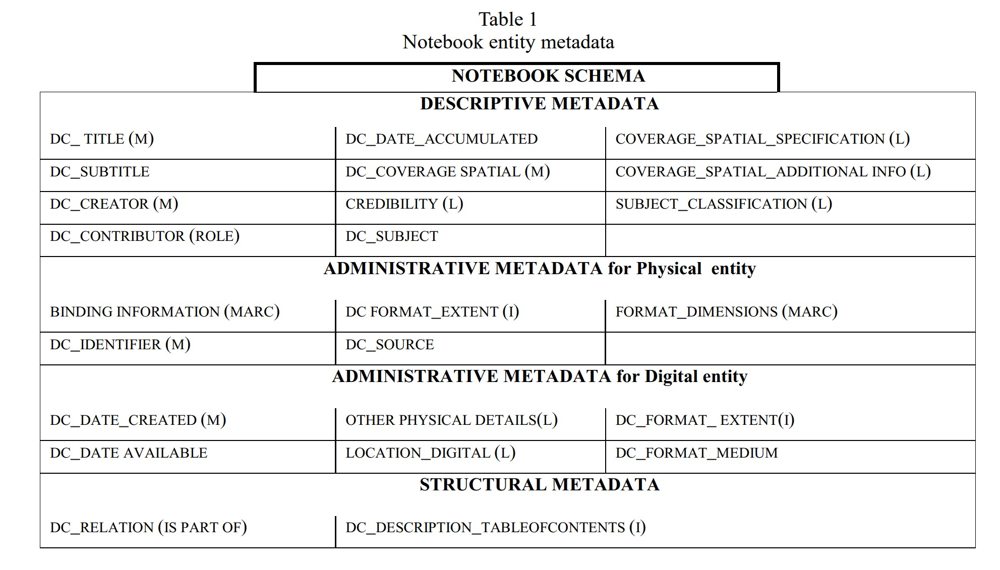 Table 1
Notebook entity metadata
NOTEBOOK SCHEMA
DESCRIPTIVE METADATA
DC_ TITLE (M) DC_DATE_ACCUMULATED COVERAGE_SPATIAL_SPECIFICATION (L)
DC_SUBTITLE DC_COVERAGE SPATIAL (M) COVERAGE_SPATIAL_ADDITIONAL INFO (L)
DC_CREATOR (M) CREDIBILITY (L) SUBJECT_CLASSIFICATION (L)
DC_CONTRIBUTOR (ROLE) DC_SUBJECT
ADMINISTRATIVE METADATA for Physical entity
BINDING INFORMATION (MARC) DC FORMAT_EXTENT (I) FORMAT_DIMENSIONS (MARC)
DC_IDENTIFIER (M) DC_SOURCE
ADMINISTRATIVE METADATA for Digital entity
DC_DATE_CREATED (M) OTHER PHYSICAL DETAILS(L) DC_FORMAT_ EXTENT(I)
DC_DATE AVAILABLE LOCATION_DIGITAL (L) DC_FORMAT_MEDIUM
STRUCTURAL METADATA
DC_RELATION (IS PART OF) DC_DESCRIPTION_TABLEOFCONTENTS (I)